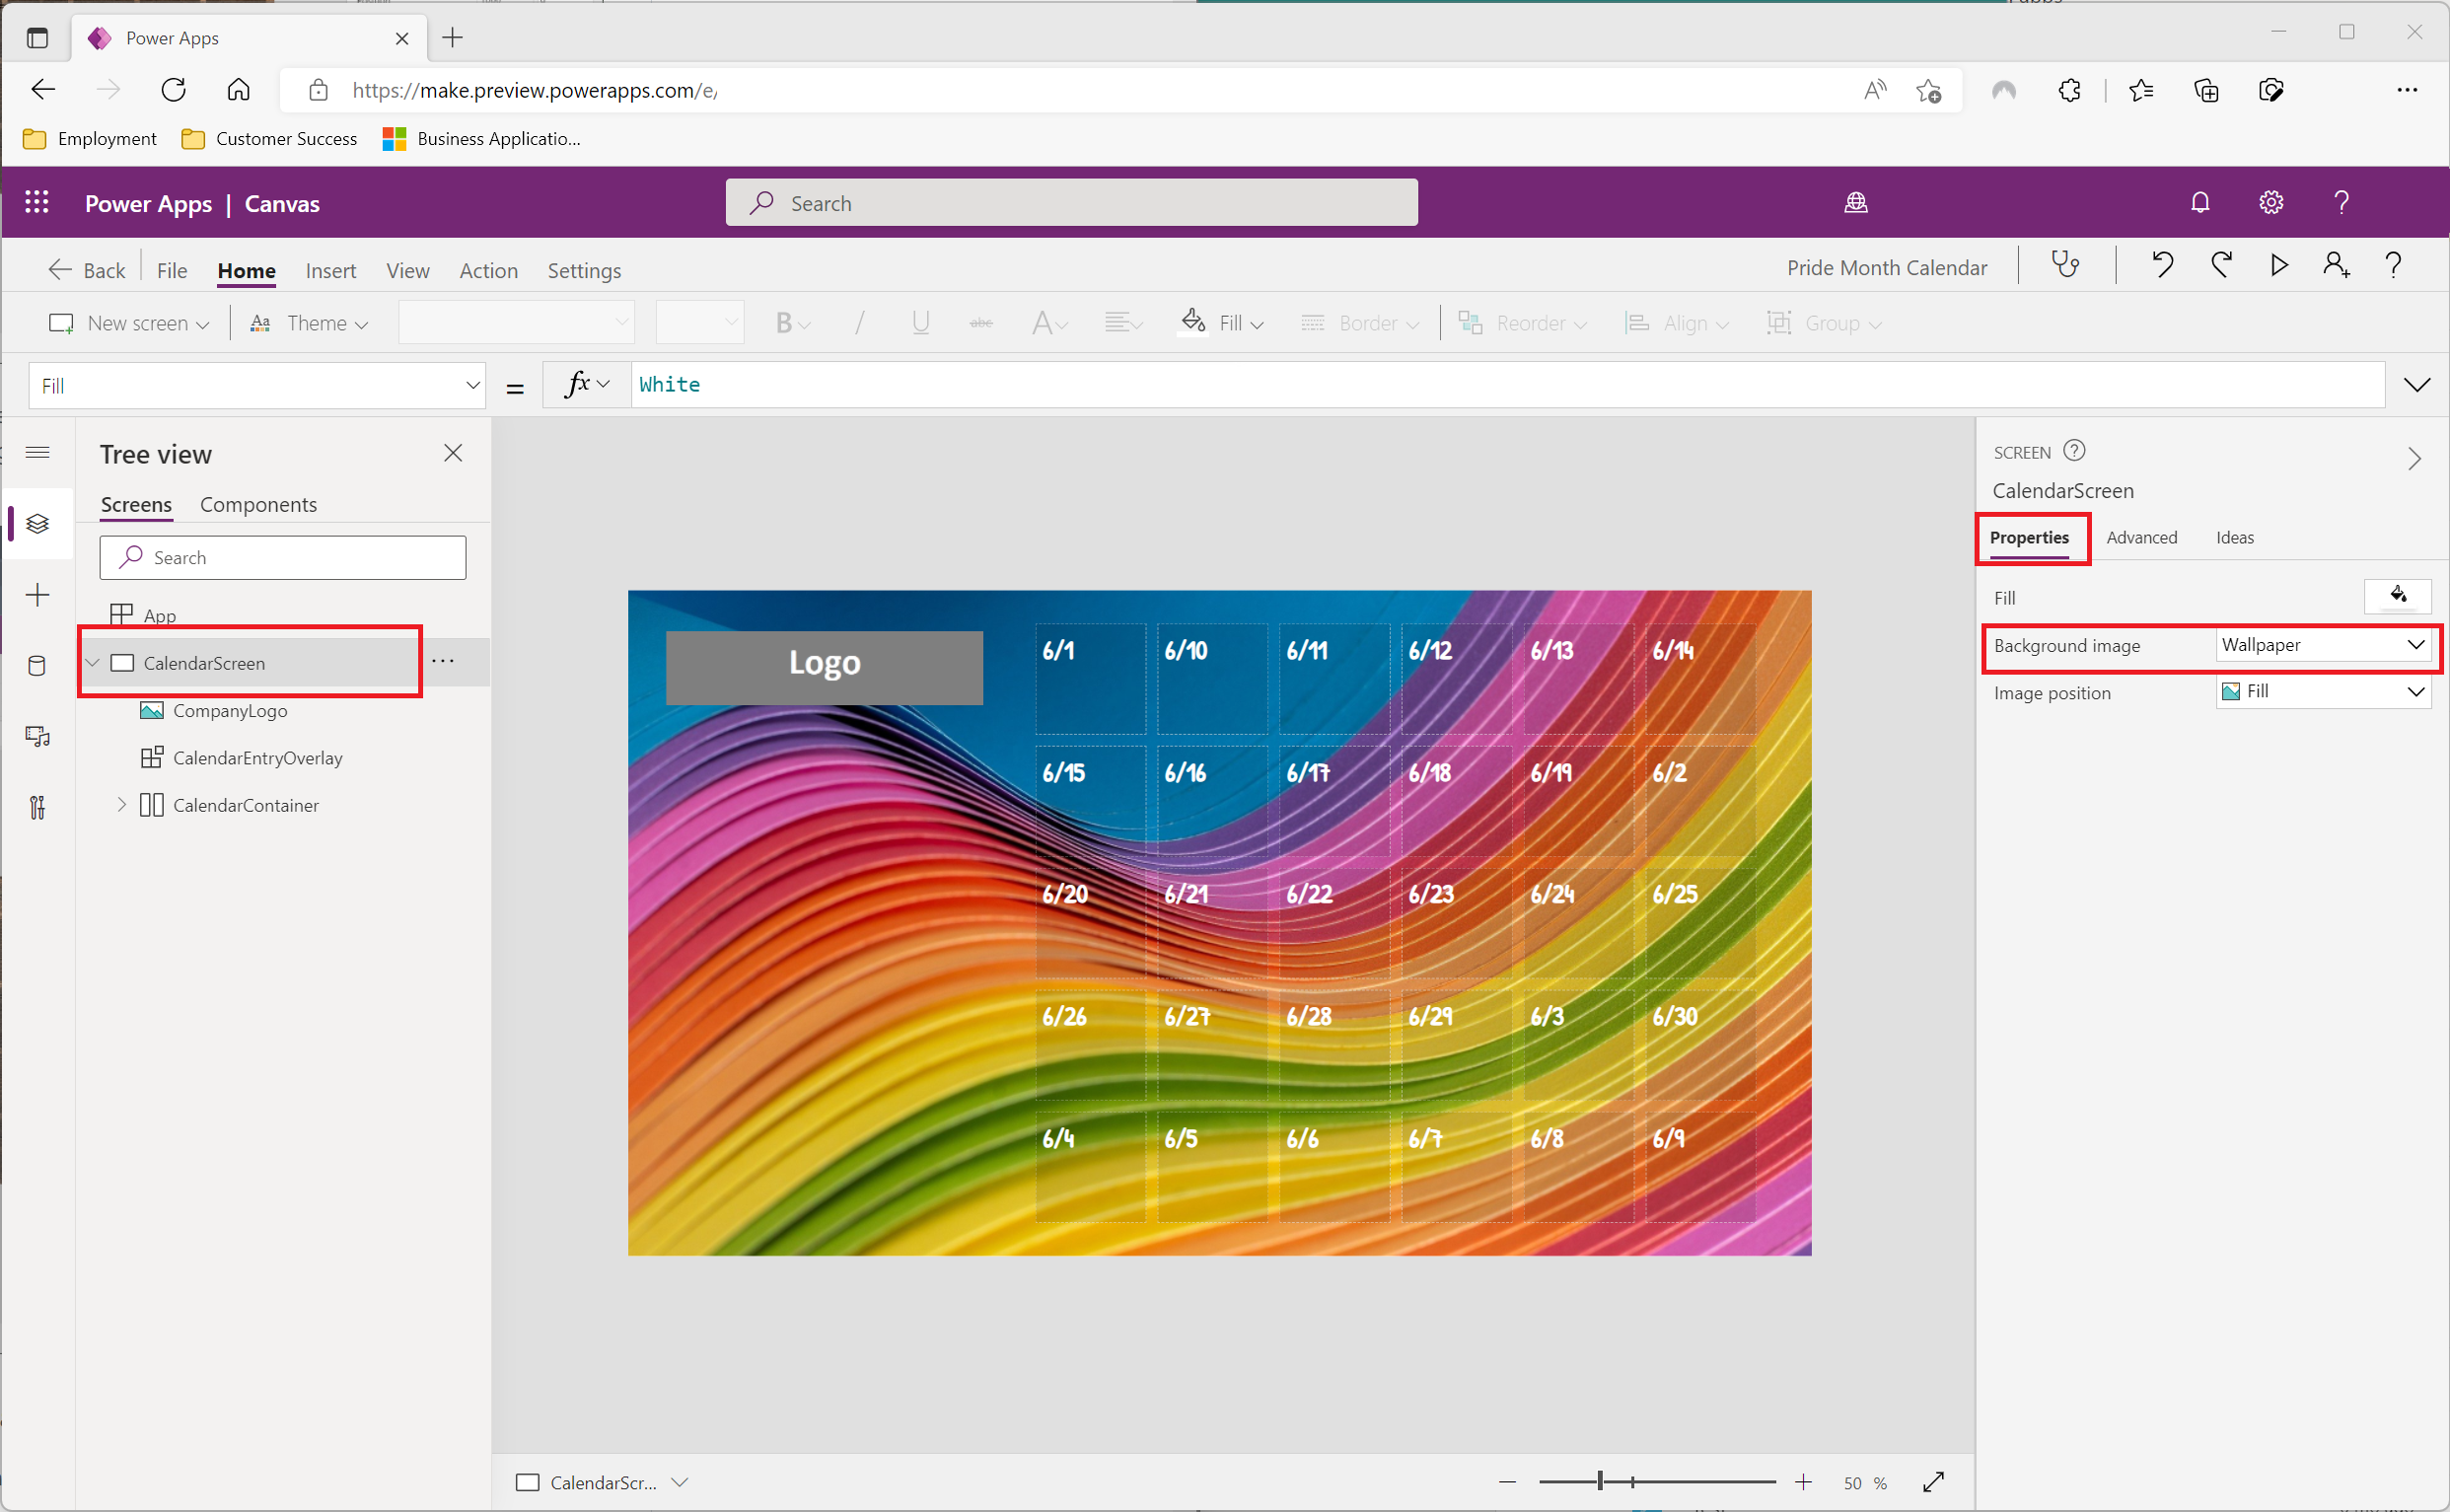 Power Apps
https://make.preview.powerapps.com/e/
Employment
Customer Success
Business Applicatio...
Power Apps | Canvas
Search
Back
File
Home
Insert
View
Action
Settings
Pride Month Calendar
New screen
Aa
Theme
B
/
U
abc
A
Fill
Border
Reorder
Align
Group
Fill
=
fx
White
Tree view
Screens
Components
Search
App
CalendarScreen
...
CompanyLogo
CalendarEntryOverlay
CalendarContainer
Logo
6/1 6/10 6/11 6/12 6/13 6/14
6/15 6/16 6/17 6/18 6/19 6/2
6/20 6/21 6/22 6/23 6/24 6/25
6/26 6/27 6/28 6/29 6/3 6/30
6/4 6/5 6/6 6/7 6/8 6/9
SCREEN
CalendarScreen
Properties
Advanced
Ideas
Fill
Background image
Wallpaper
Image position
Fill
CalendarScr...
50 %